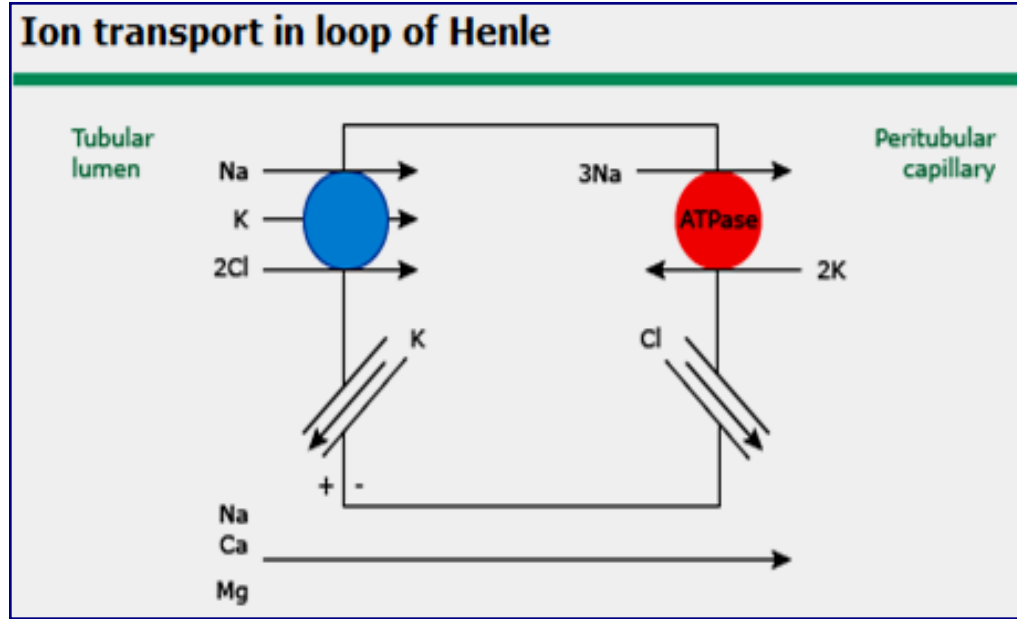 Ion transport in loop of Henle
Tubular
lumen
Peritubular
capillary
Na
3Na
K
ATPase
2Cl
2K
K
Cl
+ -
Na
Ca
Mg